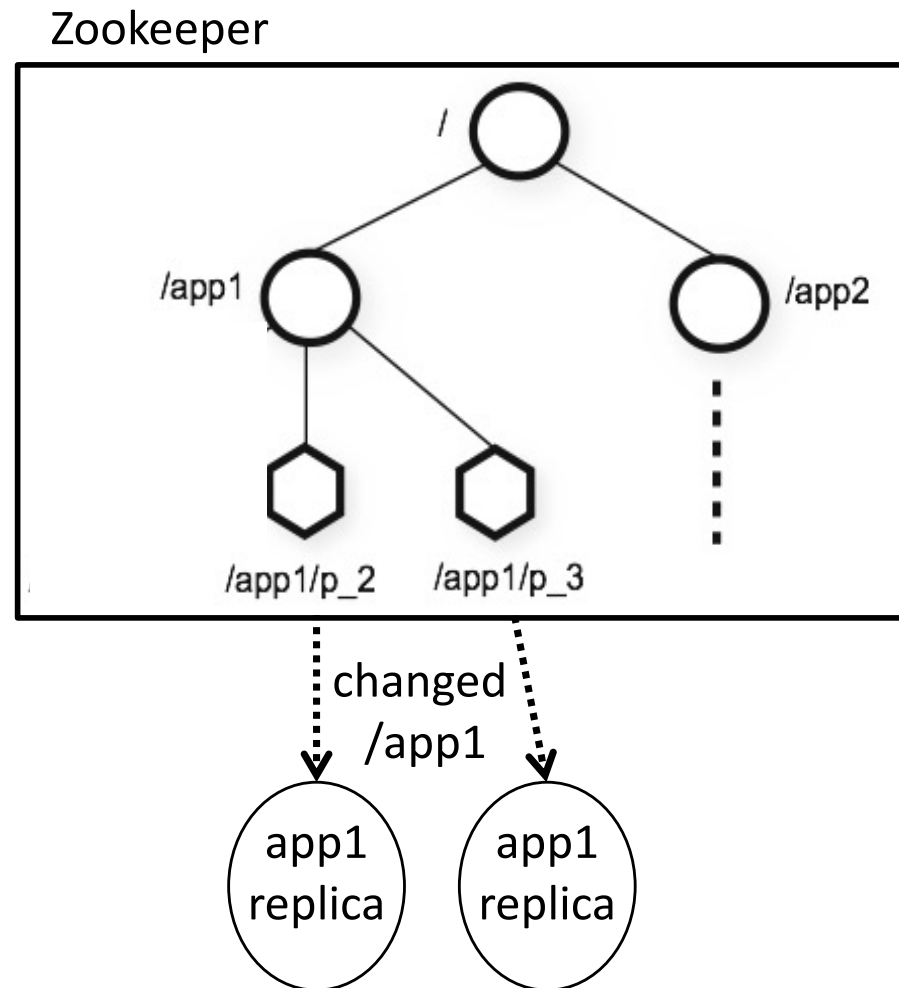 Zookeeper
/
/app1
/app2
/app1/p_2
/app1/p_3
changed
/app1
app1
replica
app1
replica